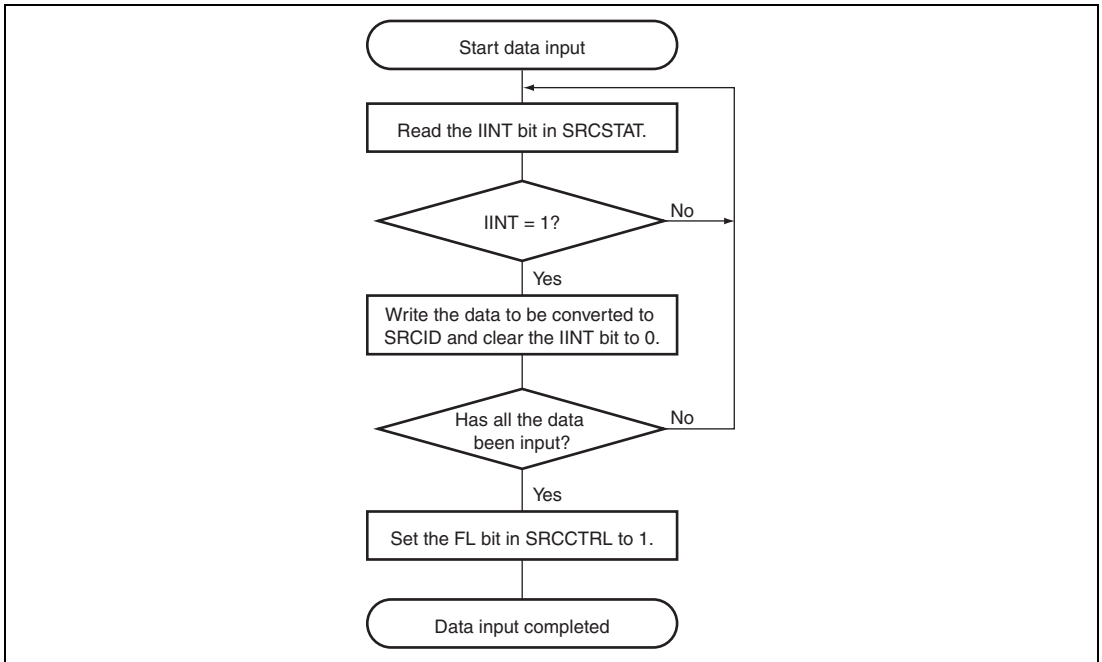 Start data input
Read the IINT bit in SRCSTAT.
IINT = 1?
No
Yes
Write the data to be converted to
SRCID and clear the IINT bit to 0.
Has all the data
been input?
No
Yes
Set the FL bit in SRCCTRL to 1.
Data input completed